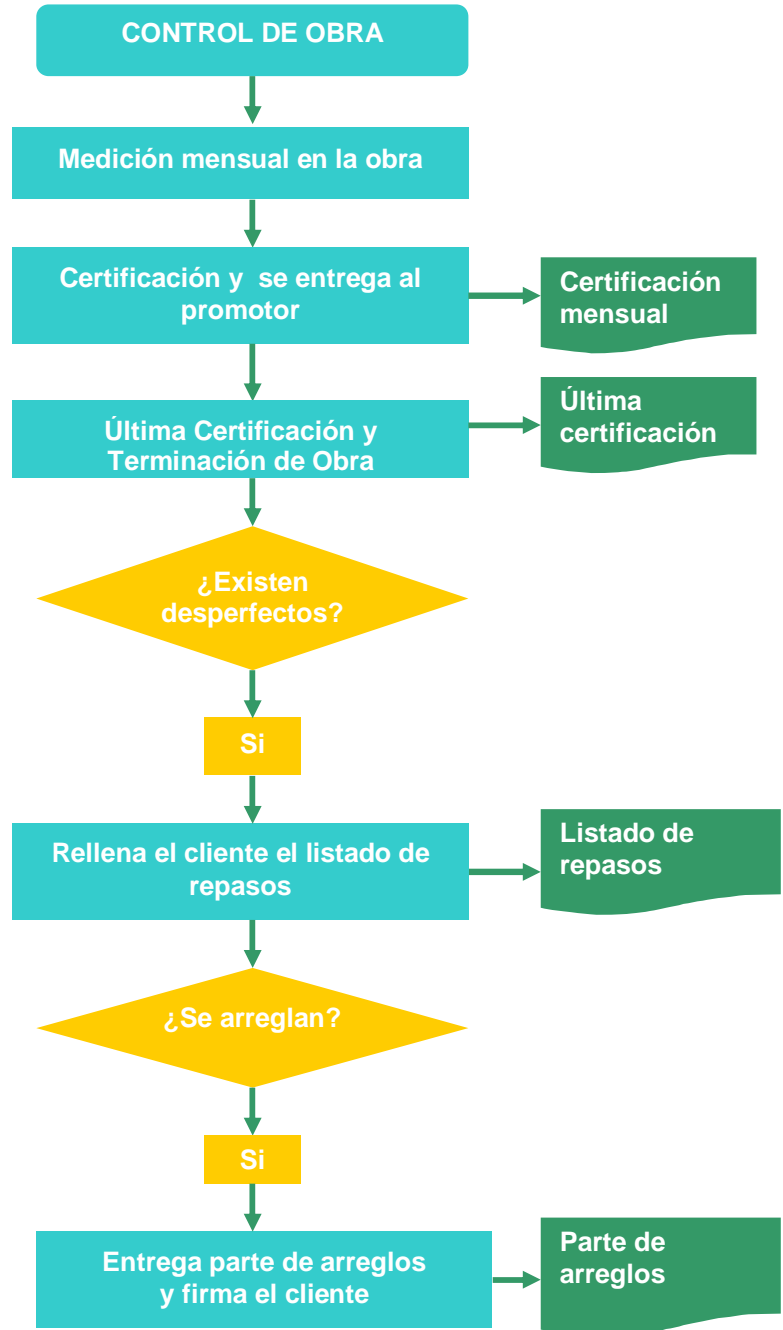 CONTROL DE OBRA
Medición mensual en la obra
Certificación y se entrega al
promotor
Certificación
mensual
Última Certificación y
Terminación de Obra
Última
certificación
¿Existen
desperfectos?
Si
Rellena el cliente el listado de
repasos
Listado de
repasos
¿Se arreglan?
Si
Entrega parte de arreglos
y firma el cliente
Parte de
arreglos